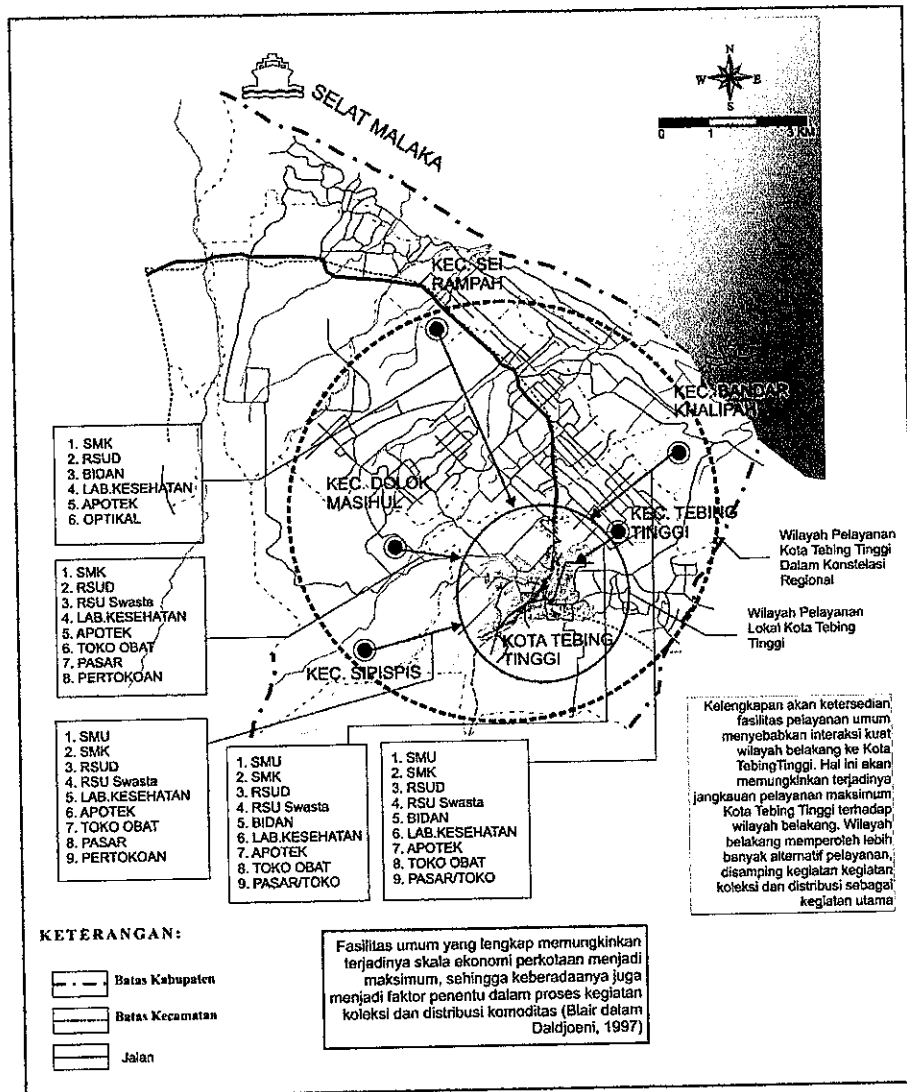 N
W E
S
0 1 3 KM
SELAT MALAKA
KEC. SEI
RAMPAH
KEC. BANDAR
KHALIPAH
KEC. DOLOK
MASIHUL
KEC. TEBING
TINGGI
KOTA TEBING
TINGGI
KEC. SIPISPIS
Wilayah Pelayanan
Kota Tebing Tinggi
Dalam Konstelasi
Regional
Wilayah Pelayanan
Lokal Kota Tebing
Tinggi
1. SMK
2. RSUD
3. BIDAN
4. LAB.KESEHATAN
5. APOTEK
6. OPTIKAL
1. SMK
2. RSUD
3. RSU Swasta
4. LAB.KESEHATAN
5. APOTEK
6. TOKO OBAT
7. PASAR
8. PERTOKOAN
1. SMU
2. SMK
3. RSUD
4. RSU Swasta
5. LAB.KESEHATAN
6. APOTEK
7. TOKO OBAT
8. PASAR
9. PERTOKOAN
1. SMU
2. SMK
3. RSUD
4. RSU Swasta
5. BIDAN
6. LAB.KESEHATAN
7. APOTEK
8. TOKO OBAT
9. PASAR/TOKO
1. SMU
2. SMK
3. RSUD
4. RSU Swasta
5. BIDAN
6. LAB.KESEHATAN
7. APOTEK
8. TOKO OBAT
9. PASAR/TOKO
Kelengkapan akan ketersedian
fasilitas pelayanan umum
menyebabkan interaksi kuat
wilayah belakang ke Kota
TebingTinggi. Hal ini akan
memungkinkan terjadinya
jangkauan pelayanan maksimum
Kota Tebing Tinggi terhadap
wilayah belakang. Wilayah
belakang memperoleh lebih
banyak alternatif pelayanan,
disamping kegiatan kegiatan
koleksi dan distribusi sebagai
kegiatan utama
KETERANGAN:
Batas Kabupaten
Batas Kecamatan
Jalan
Fasilitas umum yang lengkap memungkinkan
terjadinya skala ekonomi perkotaan menjadi
maksimum, sehingga keberadaanya juga
menjadi faktor penentu dalam proses kegiatan
koleksi dan distribusi komoditas (Blair dalam
Daldjoeni, 1997)